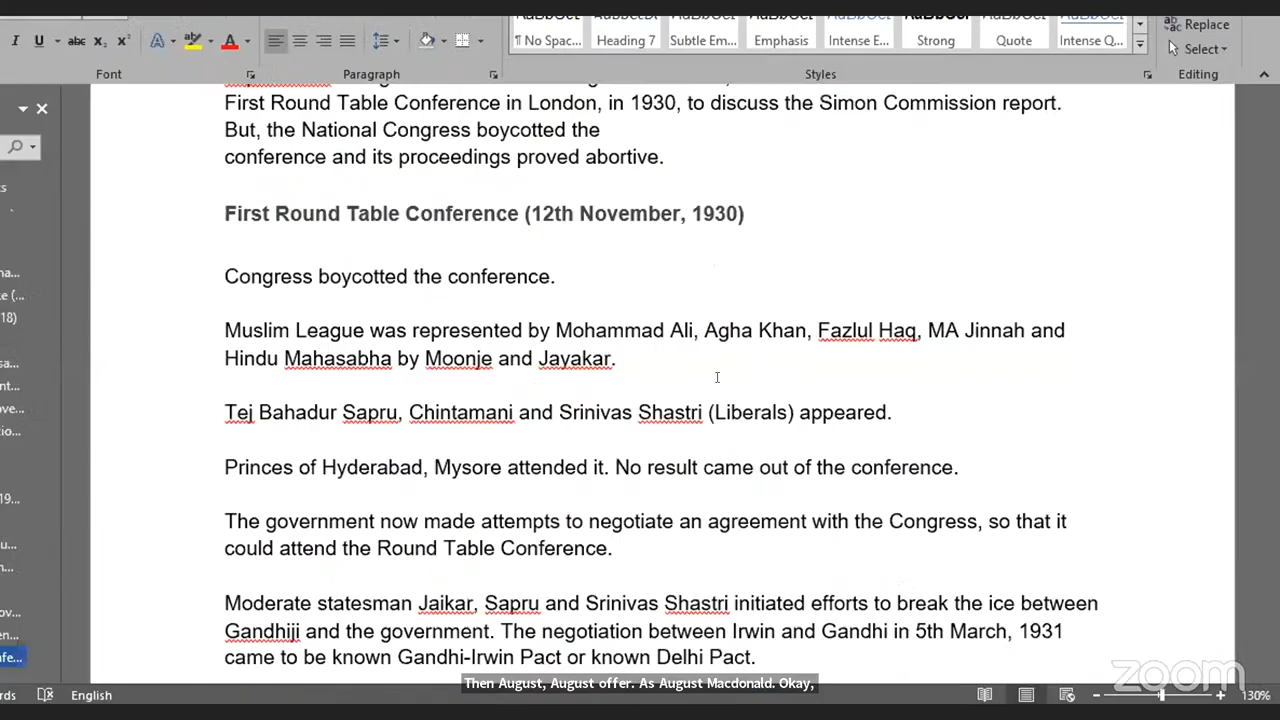 AaBbCcI
Replace
I U abc X₂ X² A ab A
¶ No Spac... Heading 7 Subtle Em... Emphasis Intense E... Strong Quote Intense Q...
Select
Font Paragraph Styles Editing
First Round Table Conference in London, in 1930, to discuss the Simon Commission report.
But, the National Congress boycotted the
conference and its proceedings proved abortive.
First Round Table Conference (12th November, 1930)
Congress boycotted the conference.
Muslim League was represented by Mohammad Ali, Agha Khan, Fazlul Haq, MA Jinnah and
Hindu Mahasabha by Moonje and Jayakar.
Tej Bahadur Sapru, Chintamani and Srinivas Shastri (Liberals) appeared.
Princes of Hyderabad, Mysore attended it. No result came out of the conference.
The government now made attempts to negotiate an agreement with the Congress, so that it
could attend the Round Table Conference.
Moderate statesman Jaikar, Sapru and Srinivas Shastri initiated efforts to break the ice between
Gandhiji and the government. The negotiation between Irwin and Gandhi in 5th March, 1931
came to be known Gandhi-Irwin Pact or known Delhi Pact.
zoom
Then August, August offer. As August Macdonald. Okay,
rds English 130%